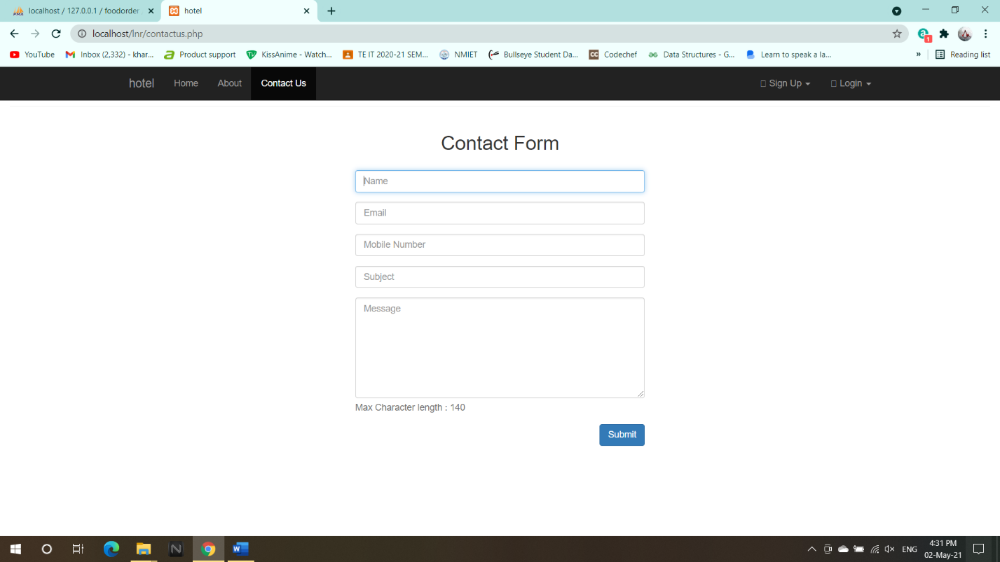 localhost / 127.0.0.1 / foodorder
hotel
localhost/lnr/contactus.php
YouTube Inbox (2,332) - khar... Product support KissAnime - Watch... TE IT 2020-21 SEM... NMIET Bullseye Student Da... CC Codechef Data Structures - G... Learn to speak a la... » Reading list
hotel Home About Contact Us Sign Up Login
Contact Form
Name
Email
Mobile Number
Subject
Message
Max Character length : 140
Submit
ENG
4:31 PM
02-May-21